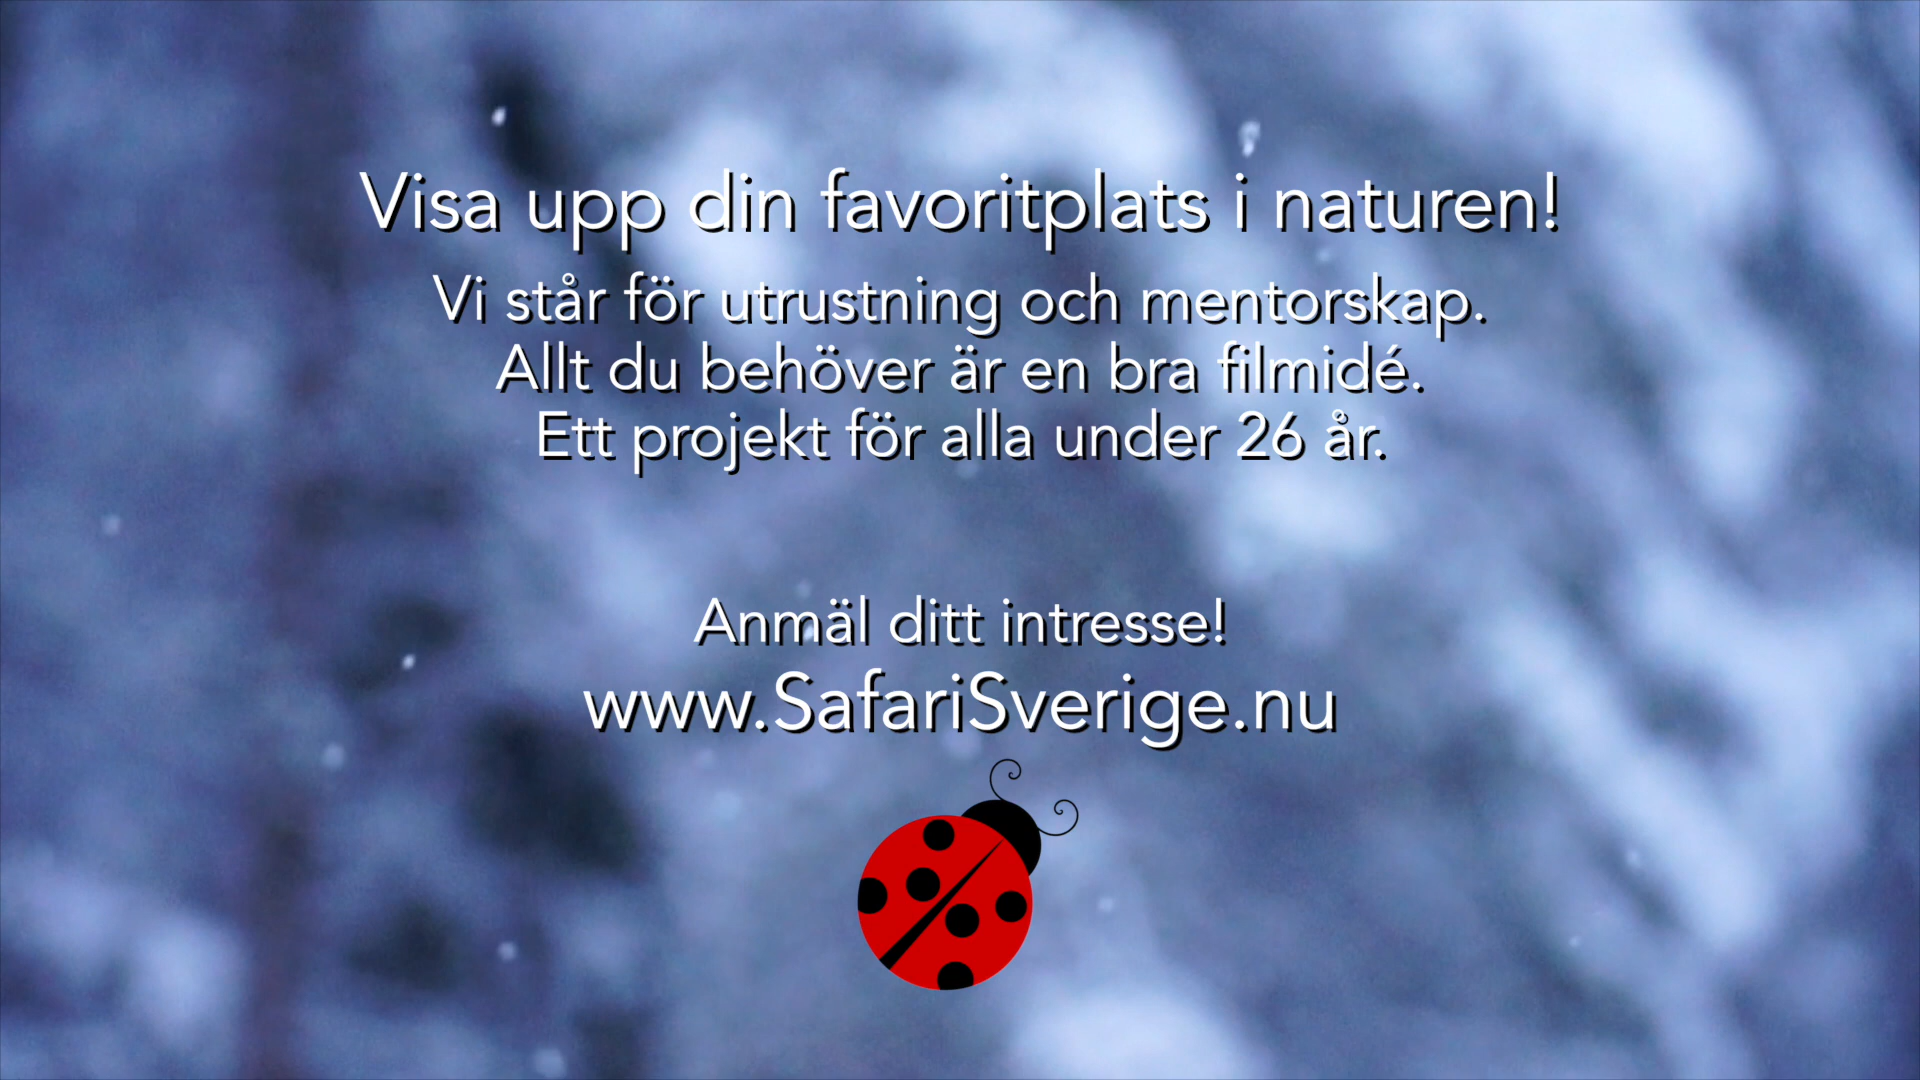 Visa upp din favoritplats i naturen!
Vi står för utrustning och mentorskap.
Allt du behöver är en bra filmidé.
Ett projekt för alla under 26 år.
Anmäl ditt intresse!
www.SafariSverige.nu